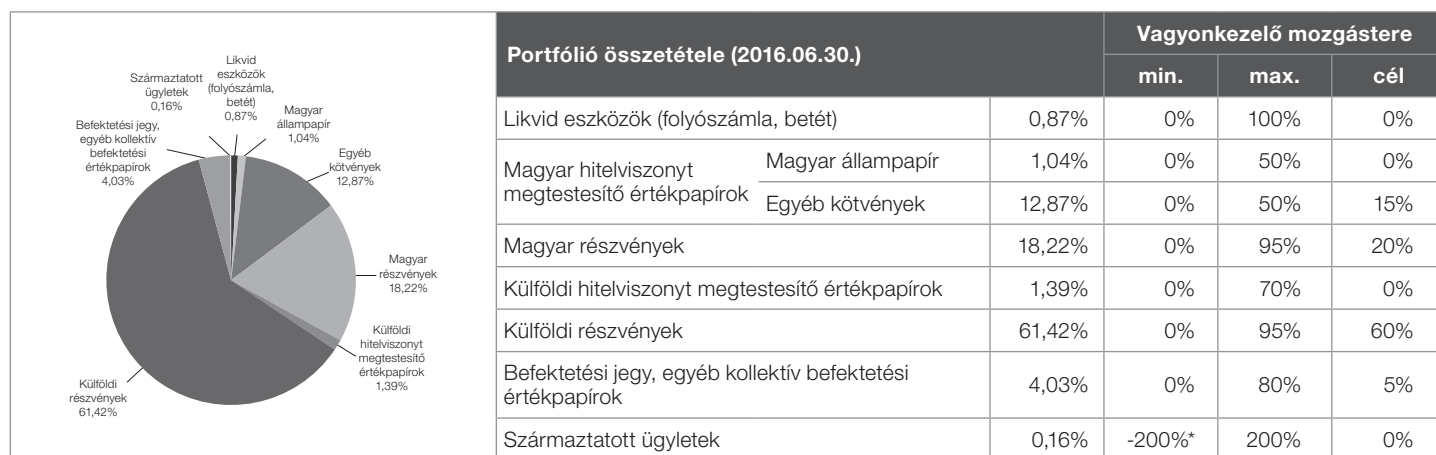 Likvid
eszközök
(folyószámla,
betét)
0,87%
Magyar
állampapír
1,04%
Egyéb
kötvények
12,87%
Magyar
részvények
18,22%
Külföldi
hitelviszonyt
megtestesítő
értékpapírok
1,39%
Külföldi
részvények
61,42%
Befektetési jegy,
egyéb kollektív
befektetési
értékpapírok
4,03%
Származtatott
ügyletek
0,16%
Portfólió összetétele (2016.06.30.) Vagyonkezelő mozgástere
min. max. cél
Likvid eszközök (folyószámla, betét) 0,87% 0% 100% 0%
Magyar hitelviszonyt
megtestesítő értékpapírok
Magyar állampapír 1,04% 0% 50% 0%
Egyéb kötvények 12,87% 0% 50% 15%
Magyar részvények 18,22% 0% 95% 20%
Külföldi hitelviszonyt megtestesítő értékpapírok 1,39% 0% 70% 0%
Külföldi részvények 61,42% 0% 95% 60%
Befektetési jegy, egyéb kollektív befektetési
értékpapírok 4,03% 0% 80% 5%
Származtatott ügyletek 0,16% -200%* 200% 0%